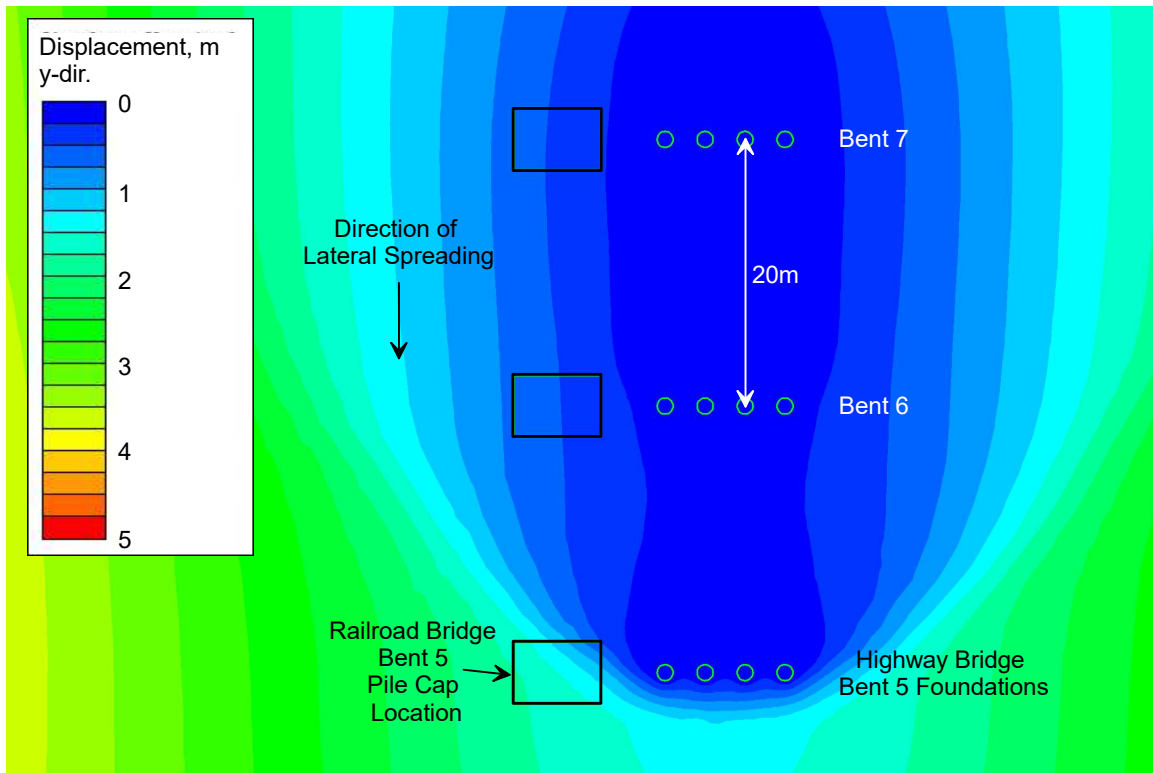 Displacement, m
y-dir.
0
1
2
3
4
5
Bent 7
Direction of
Lateral Spreading
20m
Bent 6
Railroad Bridge
Bent 5
Pile Cap
Location
Highway Bridge
Bent 5 Foundations